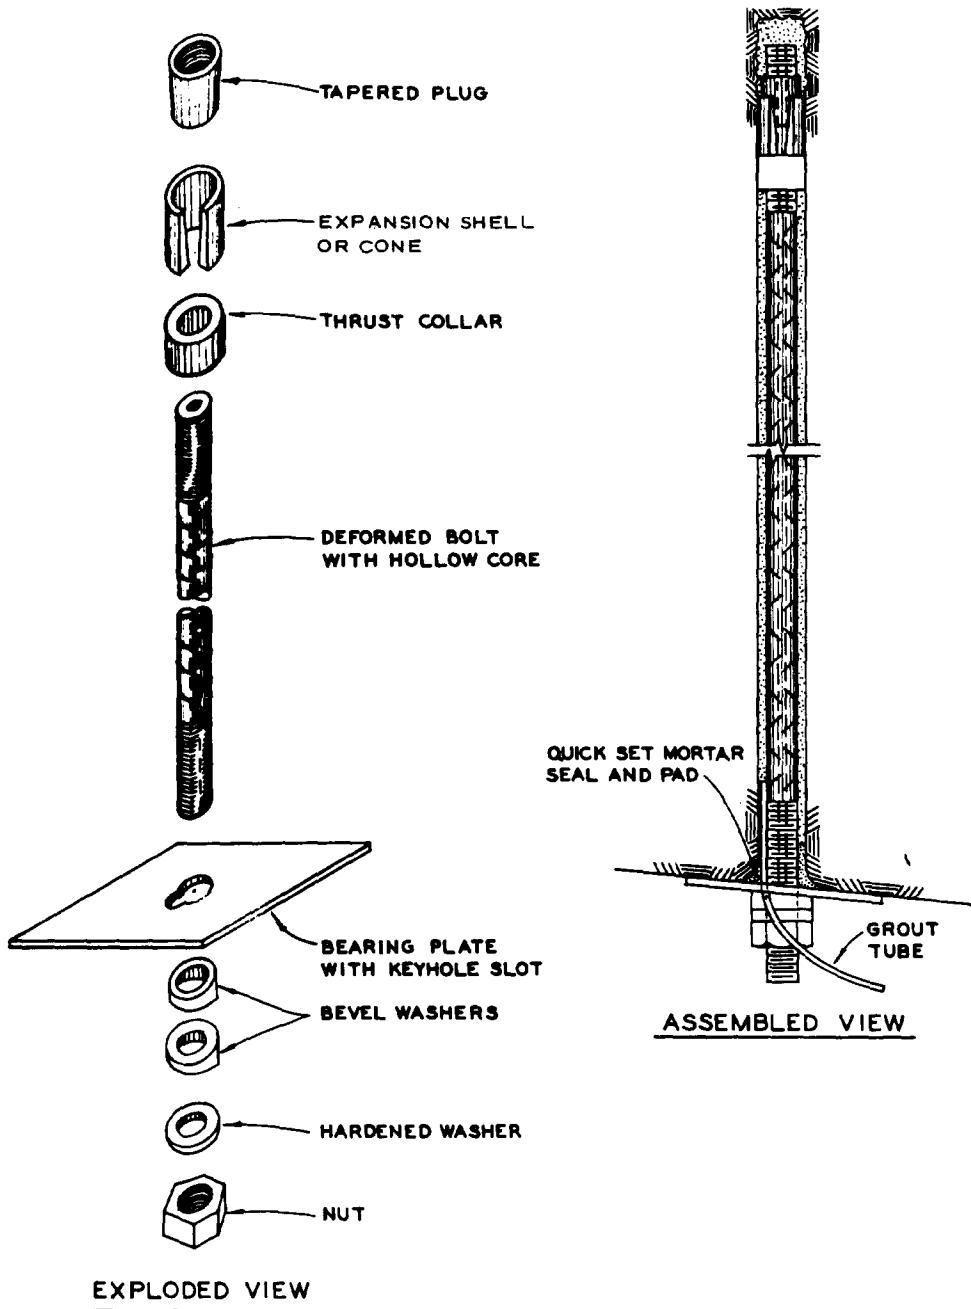 TAPERED PLUG
EXPANSION SHELL
OR CONE
THRUST COLLAR
DEFORMED BOLT
WITH HOLLOW CORE
BEARING PLATE
WITH KEYHOLE SLOT
BEVEL WASHERS
HARDENED WASHER
NUT
EXPLODED VIEW
QUICK SET MORTAR
SEAL AND PAD
GROUT
TUBE
ASSEMBLED VIEW